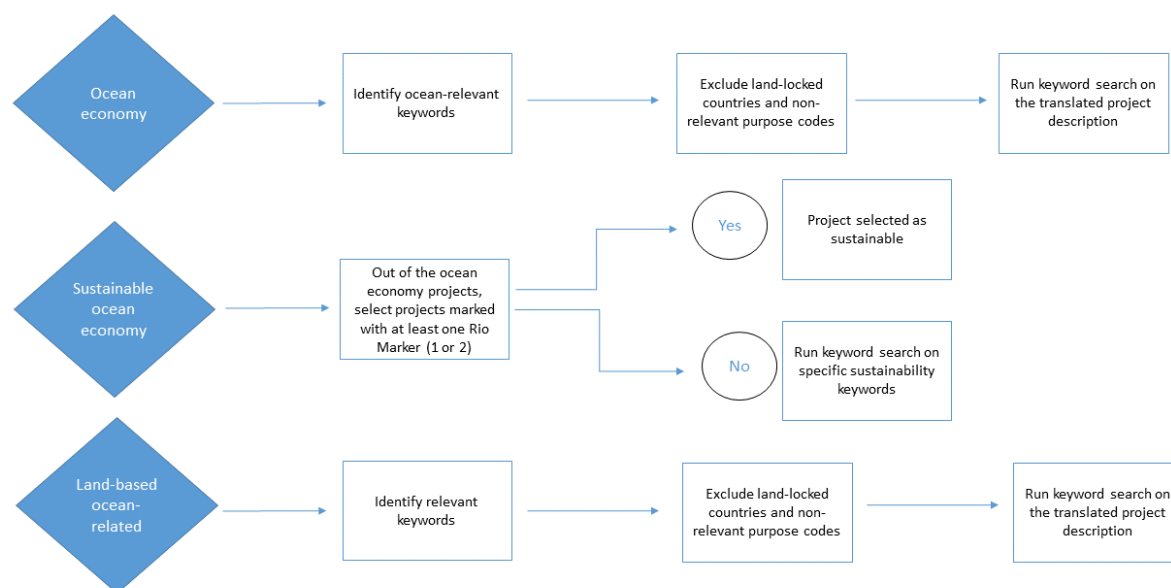 Ocean
economy
Identify ocean-relevant
keywords
Exclude land-locked
countries and non-
relevant purpose codes
Run keyword search on
the translated project
description
Sustainable
ocean
economy
Out of the ocean
economy projects,
select projects marked
with at least one Rio
Marker (1 or 2)
Yes
Project selected as
sustainable
No
Run keyword search on
specific sustainability
keywords
Land-based
ocean-
related
Identify relevant
keywords
Exclude land-locked
countries and non-
relevant purpose codes
Run keyword search on
the translated project
description